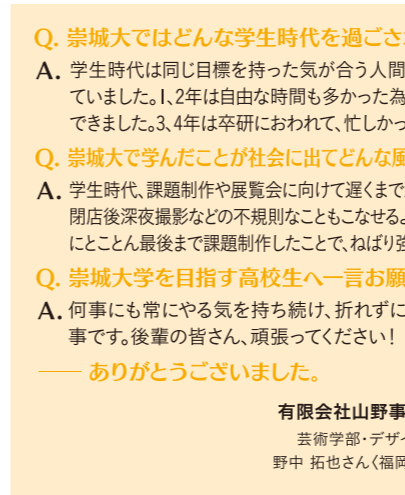 Q. 崇城大ではどんな学生時代を過ごさ
A. 学生時代は同じ目標を持った気が合う人間
ていました。1、2年は自由な時間も多かった為
できました。3、4年は卒研におわれて、忙しかっ
Q. 崇城大で学んだことが社会に出てどんな風
A. 学生時代、課題制作や展覧会に向けて遅くまで
閉店後深夜撮影などの不規則なこともこなせる
にとことん最後まで課題制作したことで、ねばり強
Q. 崇城大学を目指す高校生へ一言お願
A. 何事にも常にやる気を持ち続け、折れずに
事です。後輩の皆さん、頑張ってください!
── ありがとうございました。
有限会社山野事
芸術学部・デザイ
野中 拓也さん〈福岡